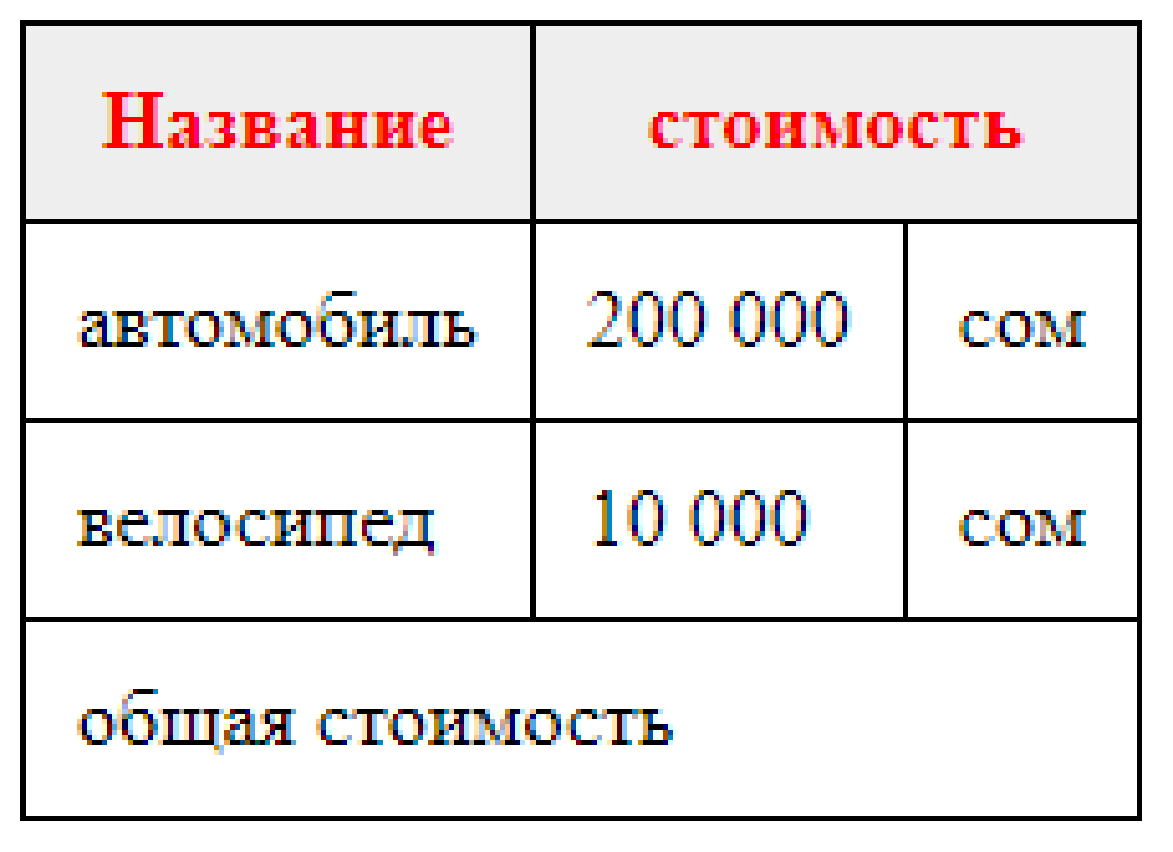 Название стоимость
автомобиль 200 000 сом
велосипед 10 000 сом
общая стоимость